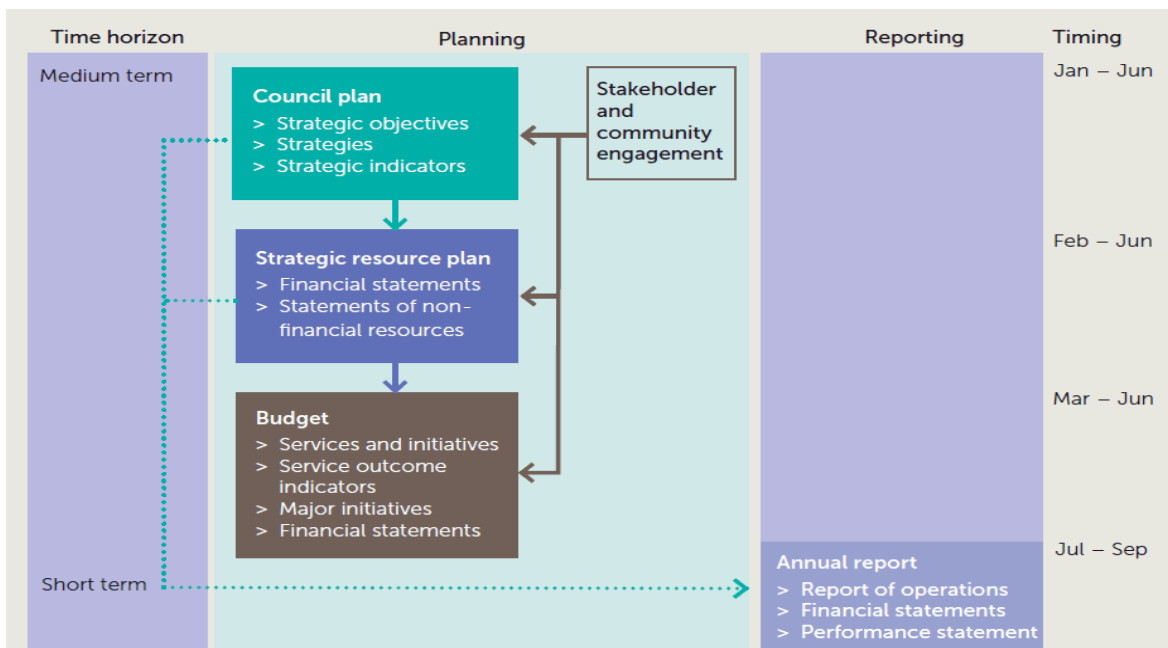 Time horizon
Planning
Reporting
Timing
Medium term
Jan – Jun
Council plan
> Strategic objectives
> Strategies
> Strategic indicators
Stakeholder
and
community
engagement
Feb – Jun
Strategic resource plan
> Financial statements
> Statements of non-
financial resources
Mar – Jun
Budget
> Services and initiatives
> Service outcome
indicators
> Major initiatives
> Financial statements
Jul – Sep
Short term
Annual report
> Report of operations
> Financial statements
> Performance statement